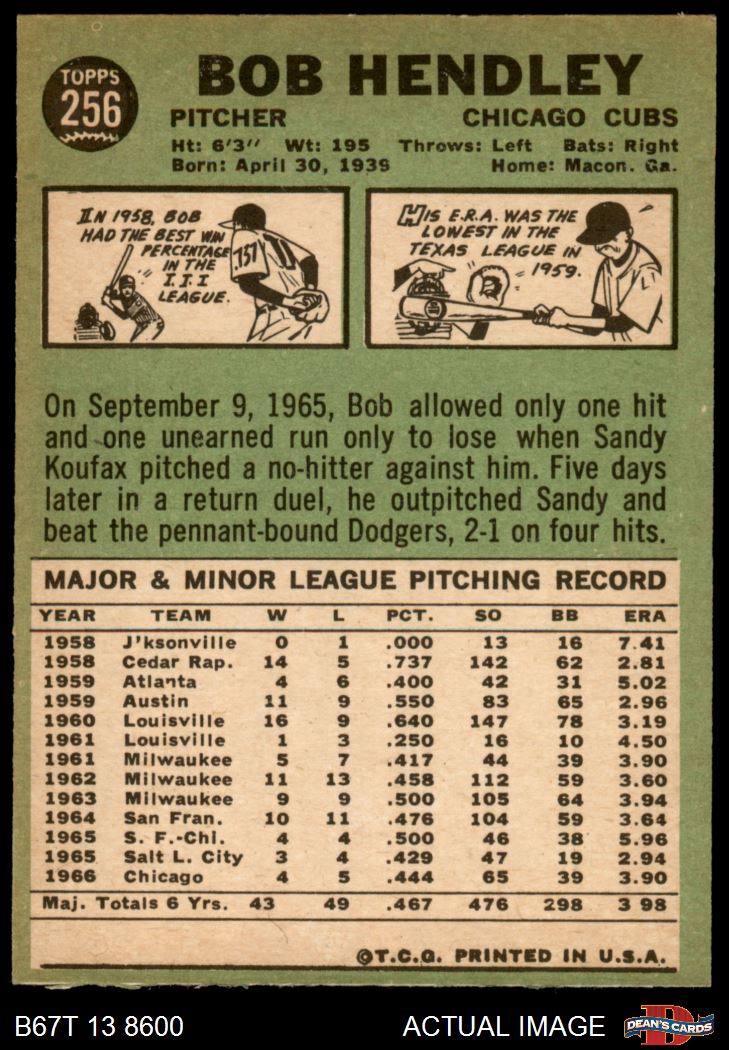 TOPPS
256
BOB HENDLEY
PITCHER CHICAGO CUBS
Ht: 6'3" Wt: 195 Throws: Left Bats: Right
Born: April 30, 1939 Home: Macon. Ga.
IN 1958, BOB
HAD THE BEST WIN
PERCENTAGE
IN THE
I.I.I
LEAGUE.
.737
HIS E.R.A. WAS THE
LOWEST IN THE
TEXAS LEAGUE IN
1959.
On September 9, 1965, Bob allowed only one hit
and one unearned run only to lose when Sandy
Koufax pitched a no-hitter against him. Five days
later in a return duel, he outpitched Sandy and
beat the pennant-bound Dodgers, 2-1 on four hits.
MAJOR & MINOR LEAGUE PITCHING RECORD
YEAR TEAM W L PCT. SO BB ERA
1958 J'ksonville 0 1 .000 13 16 7.41
1958 Cedar Rap. 14 5 .737 142 62 2.81
1959 Atlanta 4 6 .400 42 31 5.02
1959 Austin 11 9 .550 83 65 2.96
1960 Louisville 16 9 .640 147 78 3.19
1961 Louisville 1 3 .250 16 10 4.50
1961 Milwaukee 5 7 .417 44 39 3.90
1962 Milwaukee 11 13 .458 112 59 3.60
1963 Milwaukee 9 9 .500 105 64 3.94
1964 San Fran. 10 11 .476 104 59 3.64
1965 S. F.-Chi. 4 4 .500 46 38 5.96
1965 Salt L. City 3 4 .429 47 19 2.94
1966 Chicago 4 5 .444 65 39 3.90
Maj. Totals 6 Yrs. 43 49 .467 476 298 3 98
©T.C.G. PRINTED IN U.S.A.
B67T 13 8600 ACTUAL IMAGE
D
DEAN'S CARDS